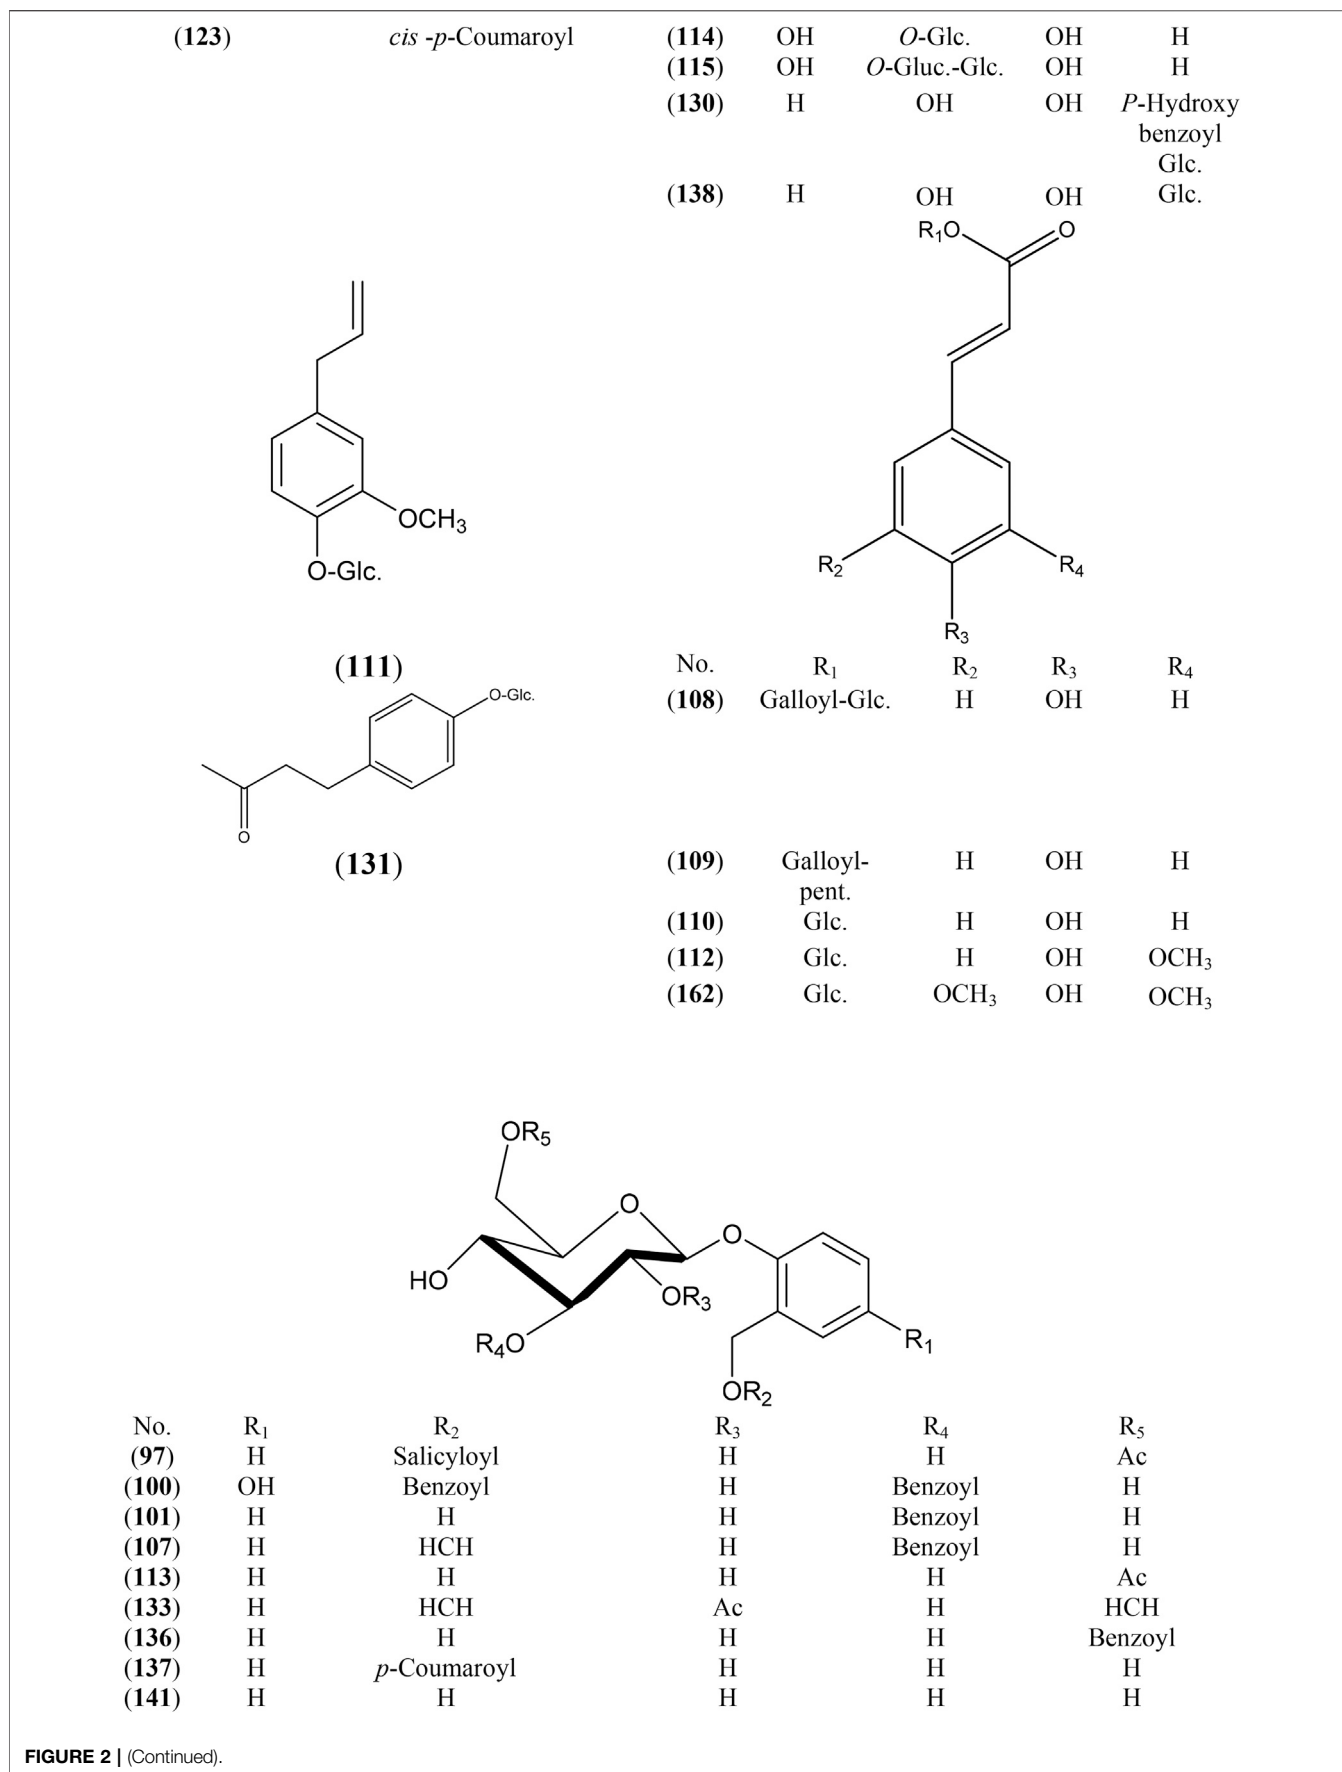 (123) cis -p-Coumaroyl
(114) OH O-Glc. OH H
(115) OH O-Gluc.-Glc. OH H
(130) H OH OH P-Hydroxy
benzoyl
Glc.
(138) H OH OH Glc.
R1O O
OCH3
O-Glc.
R2 R4
R3
(111)
No. R1 R2 R3 R4
(108) Galloyl-Glc. H OH H
O-Glc.
O
(131)
(109) Galloyl- H OH H
pent.
(110) Glc. H OH H
(112) Glc. H OH OCH3
(162) Glc. OCH3 OH OCH3
OR5
O
O
HO
OR3
R4O
R1
OR2
No. R1 R2 R3 R4 R5
(97) H Salicyloyl H H Ac
(100) OH Benzoyl H Benzoyl H
(101) H H H Benzoyl H
(107) H HCH H Benzoyl H
(113) H H H H Ac
(133) H HCH Ac H HCH
(136) H H H H Benzoyl
(137) H p-Coumaroyl H H H
(141) H H H H H
FIGURE 2 | (Continued).